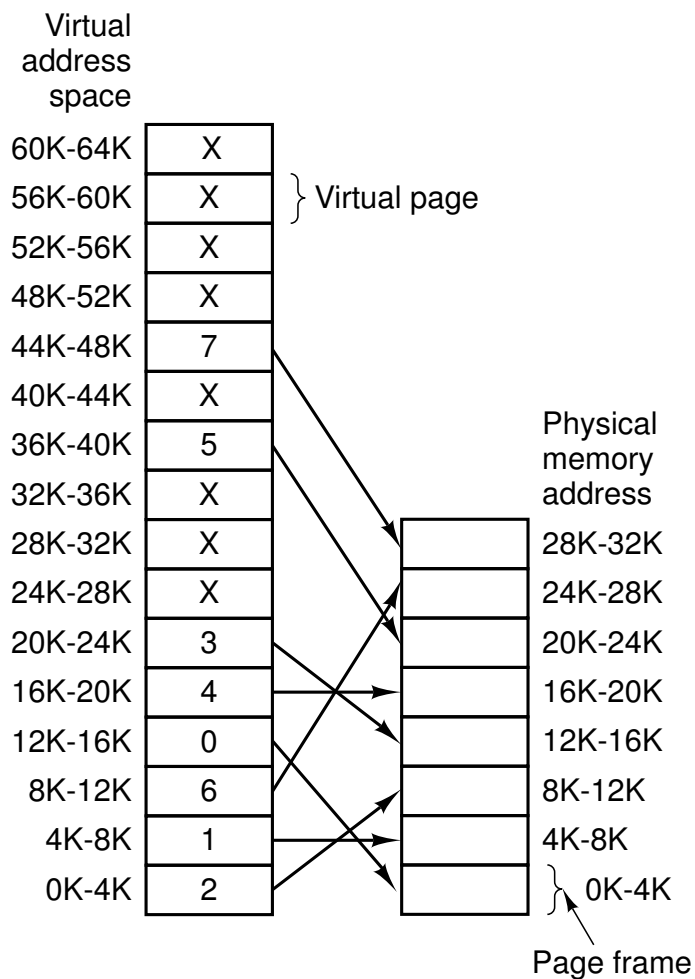 Virtual
address
space
60K-64K X
56K-60K X Virtual page
52K-56K X
48K-52K X
44K-48K 7
40K-44K X
36K-40K 5
Physical
memory
address
32K-36K X
28K-32K X 28K-32K
24K-28K X 24K-28K
20K-24K 3 20K-24K
16K-20K 4 16K-20K
12K-16K 0 12K-16K
8K-12K 6 8K-12K
4K-8K 1 4K-8K
0K-4K 2 0K-4K
Page frame